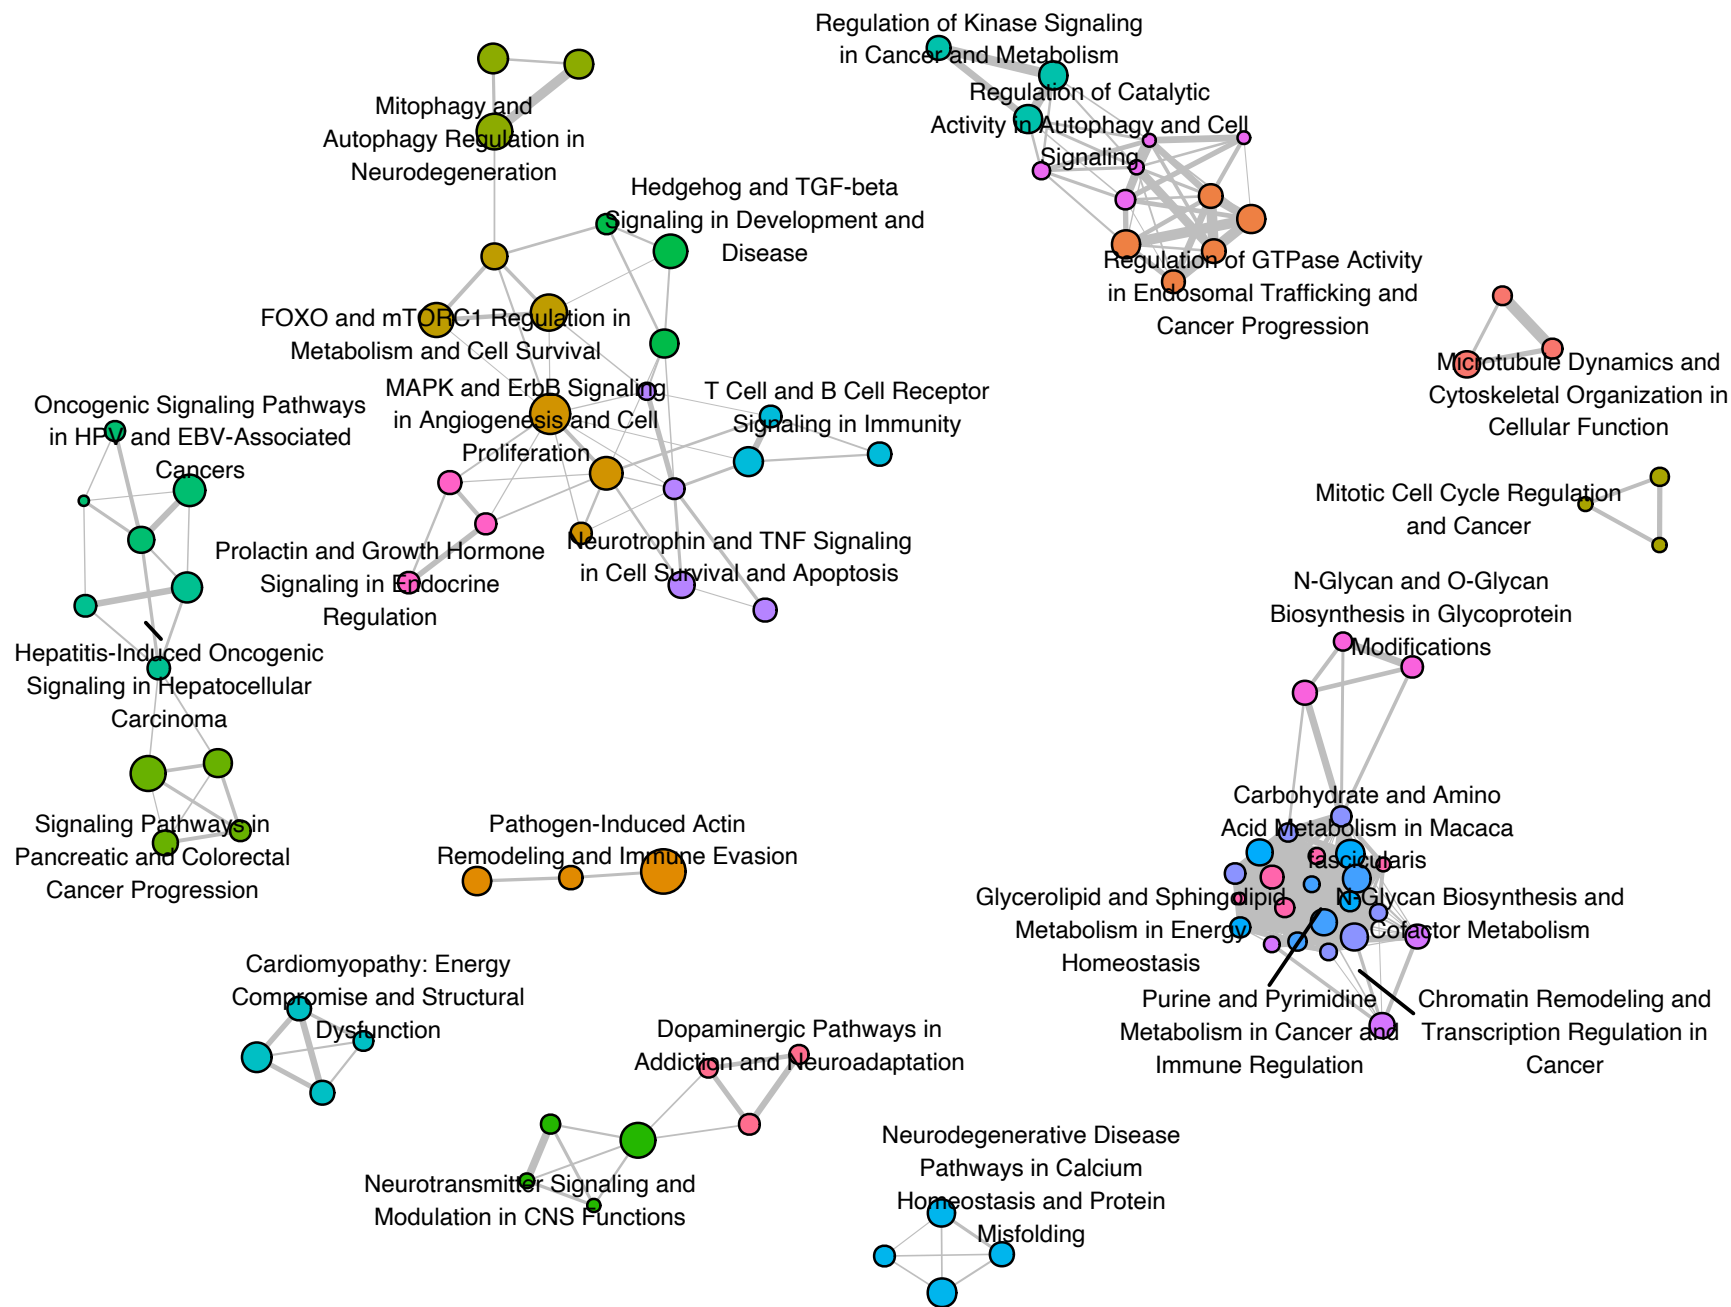 Regulation of Kinase Signaling
in Cancer and Metabolism
Regulation of Catalytic
Activity in Autophagy and Cell
Signaling
Mitophagy and
Autophagy Regulation in
Neurodegeneration
Hedgehog and TGF-beta
Signaling in Development and
Disease
Regulation of GTPase Activity
in Endosomal Trafficking and
Cancer Progression
FOXO and mTORC1 Regulation in
Metabolism and Cell Survival
Microtubule Dynamics and
Cytoskeletal Organization in
Cellular Function
MAPK and ErbB Signaling
in Angiogenesis and Cell
Proliferation
T Cell and B Cell Receptor
Signaling in Immunity
Oncogenic Signaling Pathways
in HPV and EBV-Associated
Cancers
Mitotic Cell Cycle Regulation
and Cancer
Prolactin and Growth Hormone
Signaling in Endocrine
Regulation
Neurotrophin and TNF Signaling
in Cell Survival and Apoptosis
N-Glycan and O-Glycan
Biosynthesis in Glycoprotein
Modifications
Hepatitis-Induced Oncogenic
Signaling in Hepatocellular
Carcinoma
Signaling Pathways in
Pancreatic and Colorectal
Cancer Progression
Pathogen-Induced Actin
Remodeling and Immune Evasion
Carbohydrate and Amino
Acid Metabolism in Macaca
fascicularis
Glycerolipid and Sphingolipid
Metabolism in Energy
Homeostasis
N-Glycan Biosynthesis and
Cofactor Metabolism
Purine and Pyrimidine
Metabolism in Cancer and
Immune Regulation
Chromatin Remodeling and
Transcription Regulation in
Cancer
Cardiomyopathy: Energy
Compromise and Structural
Dysfunction
Dopaminergic Pathways in
Addiction and Neuroadaptation
Neurotransmitter Signaling and
Modulation in CNS Functions
Neurodegenerative Disease
Pathways in Calcium
Homeostasis and Protein
Misfolding